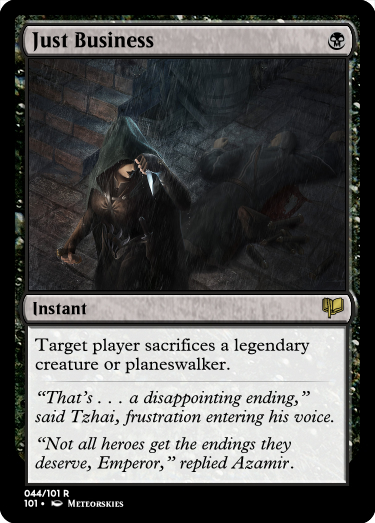 Just Business
Instant
Target player sacrifices a legendary
creature or planeswalker.
“That’s . . . a disappointing ending,”
said Tzhai, frustration entering his voice.
“Not all heroes get the endings they
deserve, Emperor,” replied Azamir.
044/101 R
101 • Meteorskies